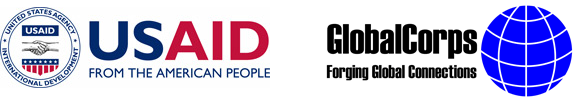 UNITED STATES AGENCY
USAID
INTERNATIONAL DEVELOPMENT
USAID
FROM THE AMERICAN PEOPLE
GlobalCorps
Forging Global Connections